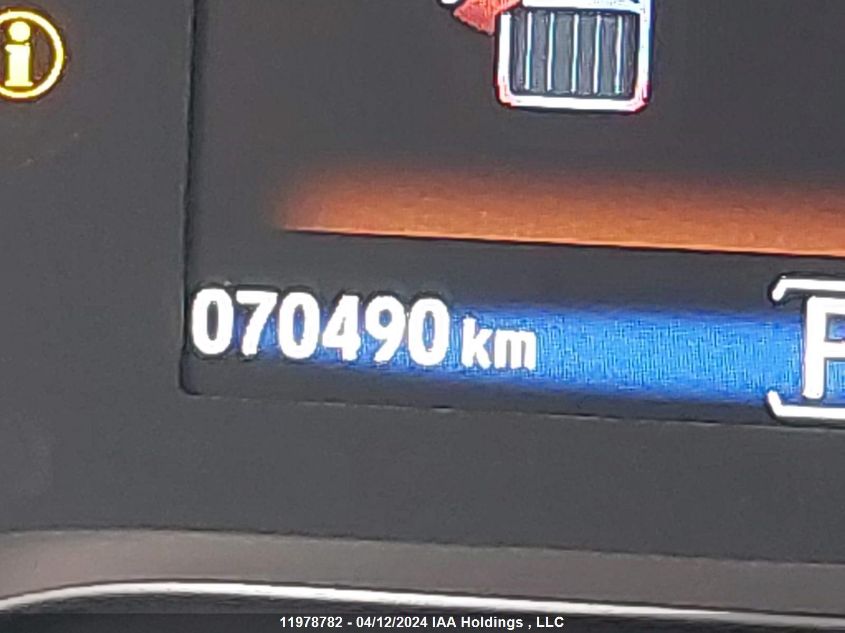 i
070490 km
P
11978782 - 04/12/2024 IAA Holdings , LLC